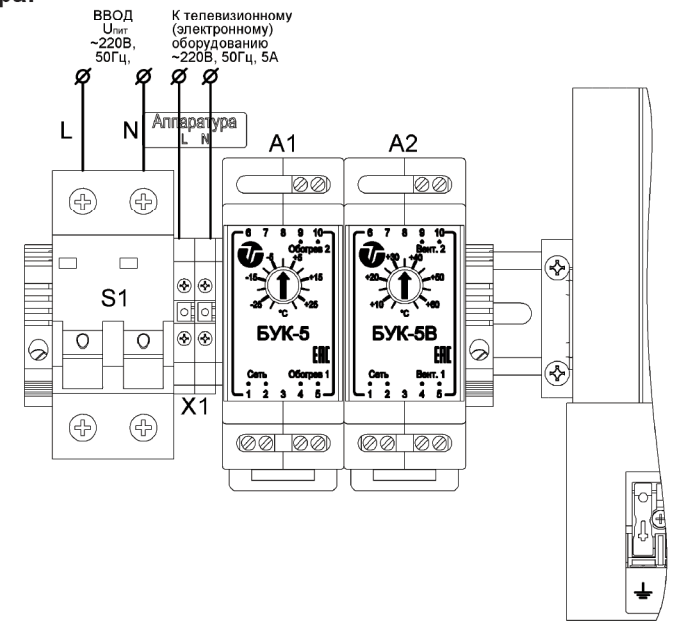 ра.
ВВОД
Uпит
~220В,
50Гц,
К телевизионному
(электронному)
оборудованию
~220В, 50Гц, 5А
L
N
Аппаратура
L N
A1
A2
S1
X1
6 7 8 9 10
Обогрев 2
-5 +5
-15 +15
-25 +25
°C
БУК-5
ЕАС
Сеть Обогрев 1
1 2 3 4 5
6 7 8 9 10
Вент. 2
+30 +40
+20 +50
+10 +60
°C
БУК-5В
ЕАС
Сеть Вент. 1
1 2 3 4 5